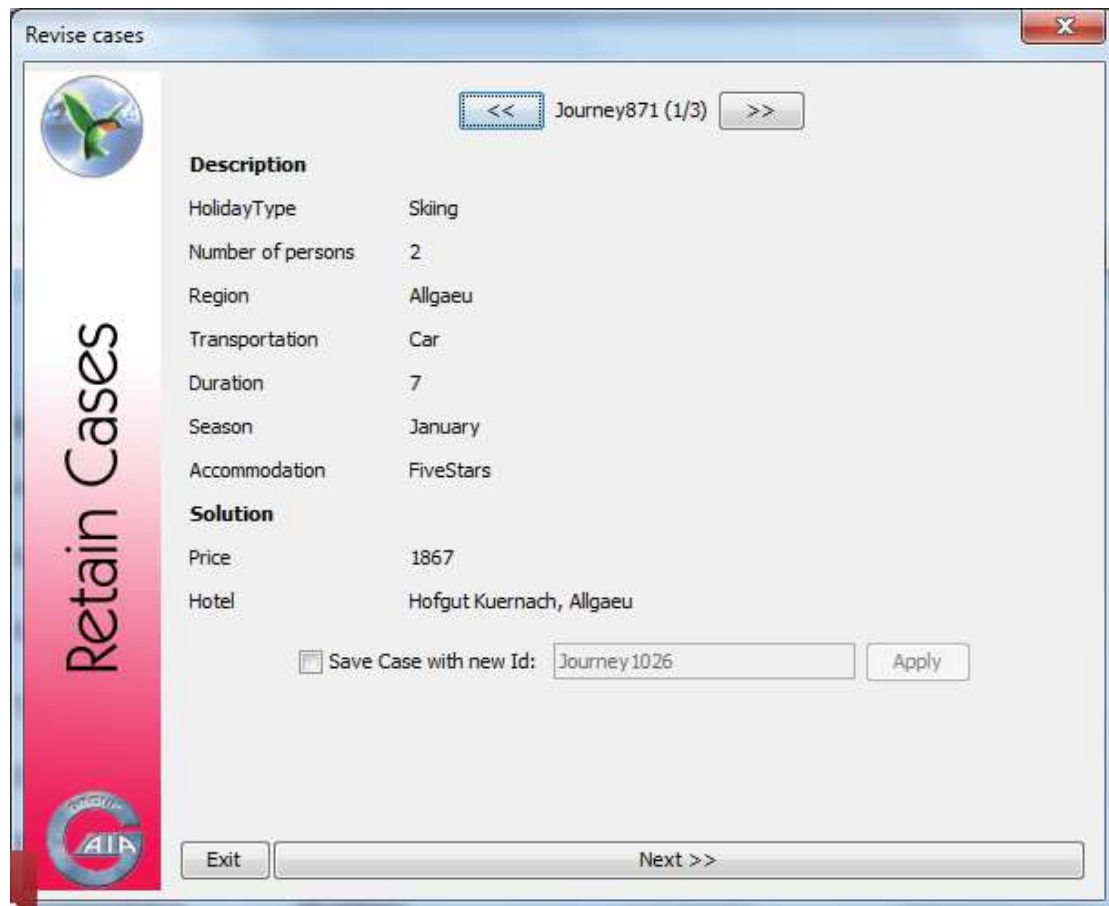 Revise cases
<< Journey871 (1/3) >>
Description
HolidayType Skiing
Number of persons 2
Region Allgaeu
Transportation Car
Duration 7
Season January
Accommodation FiveStars
Solution
Price 1867
Hotel Hofgut Kuernach, Allgaeu
Save Case with new Id: Journey1026 Apply
Retain Cases
GROUP
GAIA
Exit Next >>